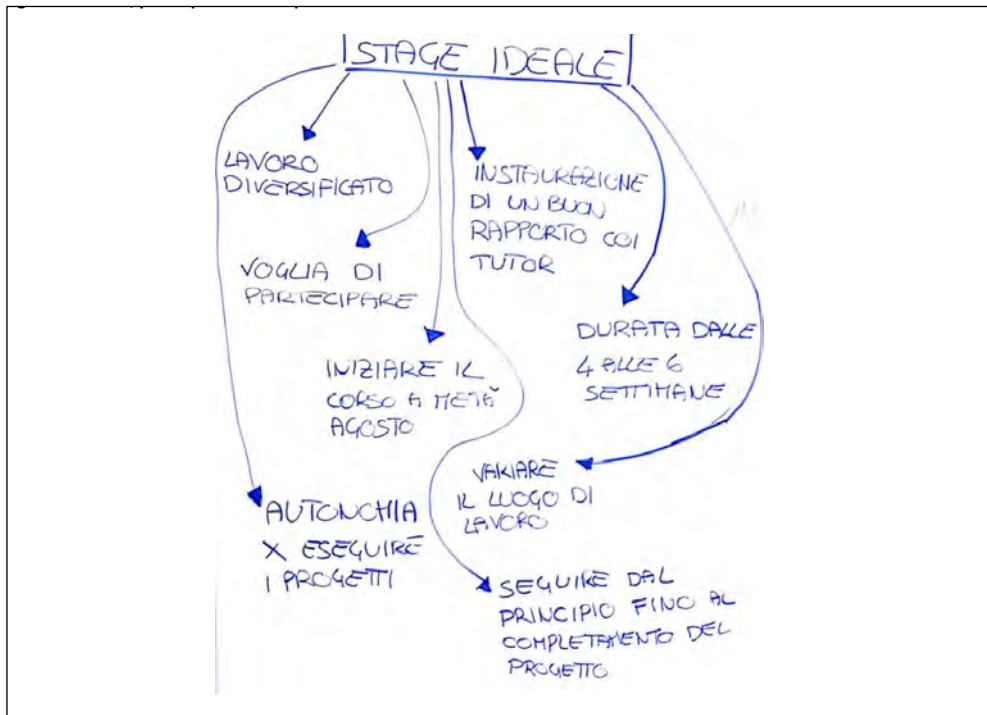 STAGE IDEALE
LAVORO
DIVERSIFICATO
VOGLIA DI
PARTECIPARE
INIZIARE IL
CORSO A METÀ
AGOSTO
INSTAURAZIONE
DI UN BUON
RAPPORTO COI
TUTOR
DURATA DALLE
4 ALLE 6
SETTIMANE
VARIARE
IL LUOGO DI
LAVORO
AUTONOMIA
X ESEGUIRE
I PROGETTI
SEGUIRE DAL
PRINCIPIO FINO AL
COMPLETAMENTO DEL
PROGETTO